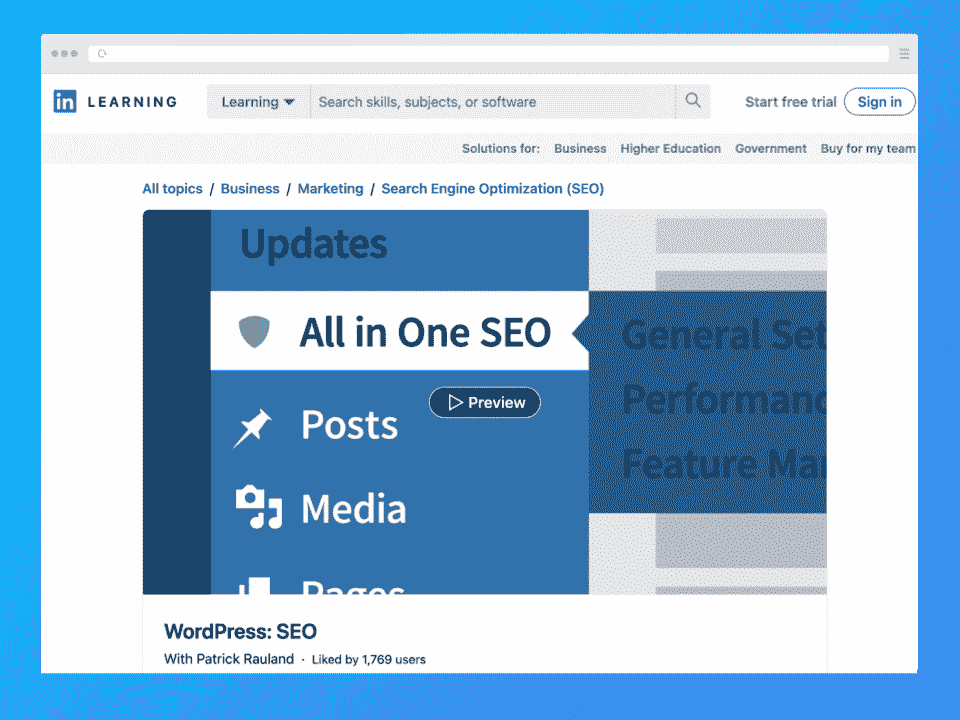 in LEARNING Learning Search skills, subjects, or software Start free trial Sign in
Solutions for: Business Higher Education Government Buy for my team
All topics / Business / Marketing / Search Engine Optimization (SEO)
Updates
All in One SEO
General Set
Performanc
Feature Ma
Preview
Posts
Media
Pages
WordPress: SEO
With Patrick Rauland · Liked by 1,769 users